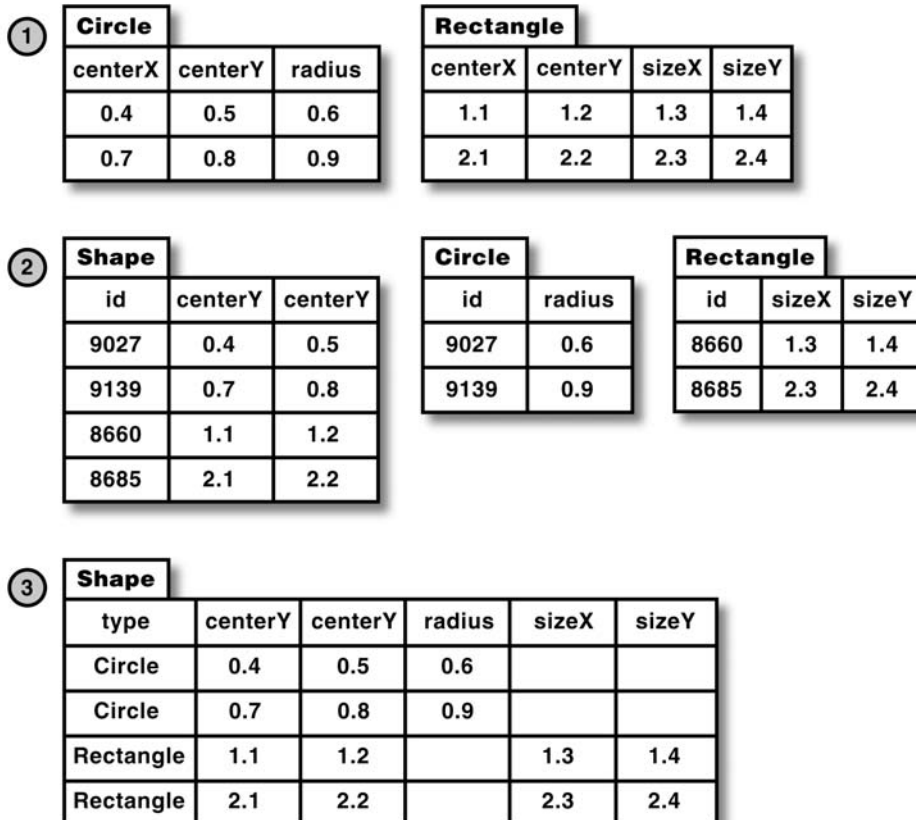 1
Circle
centerX centerY radius
0.4 0.5 0.6
0.7 0.8 0.9
Rectangle
centerX centerY sizeX sizeY
1.1 1.2 1.3 1.4
2.1 2.2 2.3 2.4
2
Shape
id centerY centerY
9027 0.4 0.5
9139 0.7 0.8
8660 1.1 1.2
8685 2.1 2.2
Circle
id radius
9027 0.6
9139 0.9
Rectangle
id sizeX sizeY
8660 1.3 1.4
8685 2.3 2.4
3
Shape
type centerY centerY radius sizeX sizeY
Circle 0.4 0.5 0.6
Circle 0.7 0.8 0.9
Rectangle 1.1 1.2 1.3 1.4
Rectangle 2.1 2.2 2.3 2.4